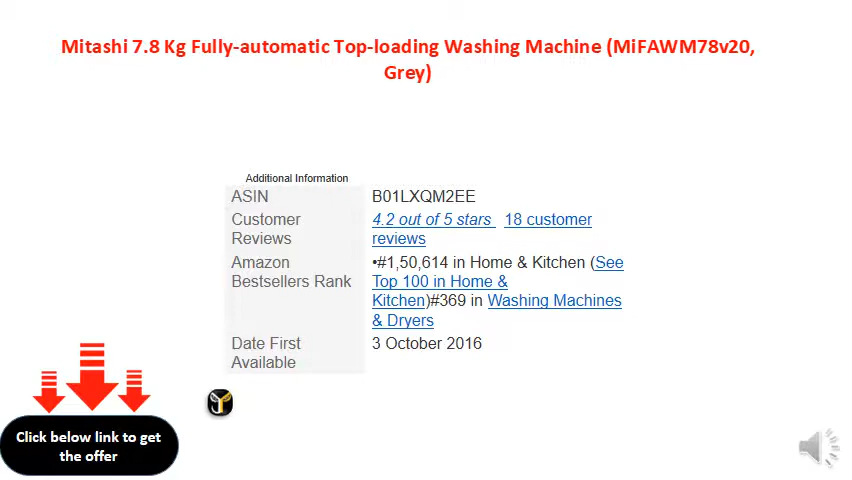 Mitashi 7.8 Kg Fully-automatic Top-loading Washing Machine (MiFAWM78v20,
Grey)
Additional Information
ASIN B01LXQM2EE
Customer 4.2 out of 5 stars 18 customer
Reviews reviews
Amazon •#1,50,614 in Home & Kitchen (See
Bestsellers Rank Top 100 in Home &
Kitchen)#369 in Washing Machines
& Dryers
Date First 3 October 2016
Available
Click below link to get
the offer